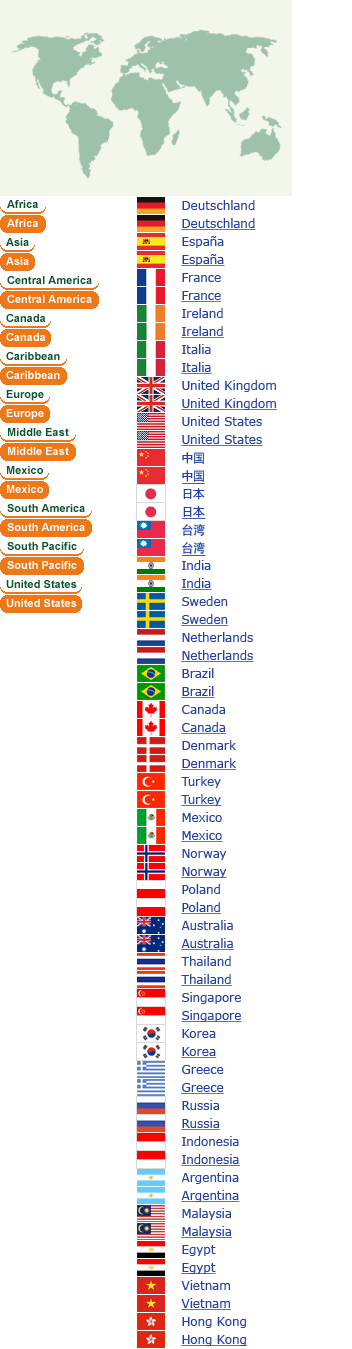 Africa
Africa
Asia
Asia
Central America
Central America
Canada
Canada
Caribbean
Caribbean
Europe
Europe
Middle East
Middle East
Mexico
Mexico
South America
South America
South Pacific
South Pacific
United States
United States
Deutschland
Deutschland
España
España
France
France
Ireland
Ireland
Italia
Italia
United Kingdom
United Kingdom
United States
United States
中国
中国
日本
日本
台湾
台湾
India
India
Sweden
Sweden
Netherlands
Netherlands
Brazil
Brazil
Canada
Canada
Denmark
Denmark
Turkey
Turkey
Mexico
Mexico
Norway
Norway
Poland
Poland
Australia
Australia
Thailand
Thailand
Singapore
Singapore
Korea
Korea
Greece
Greece
Russia
Russia
Indonesia
Indonesia
Argentina
Argentina
Malaysia
Malaysia
Egypt
Egypt
Vietnam
Vietnam
Hong Kong
Hong Kong